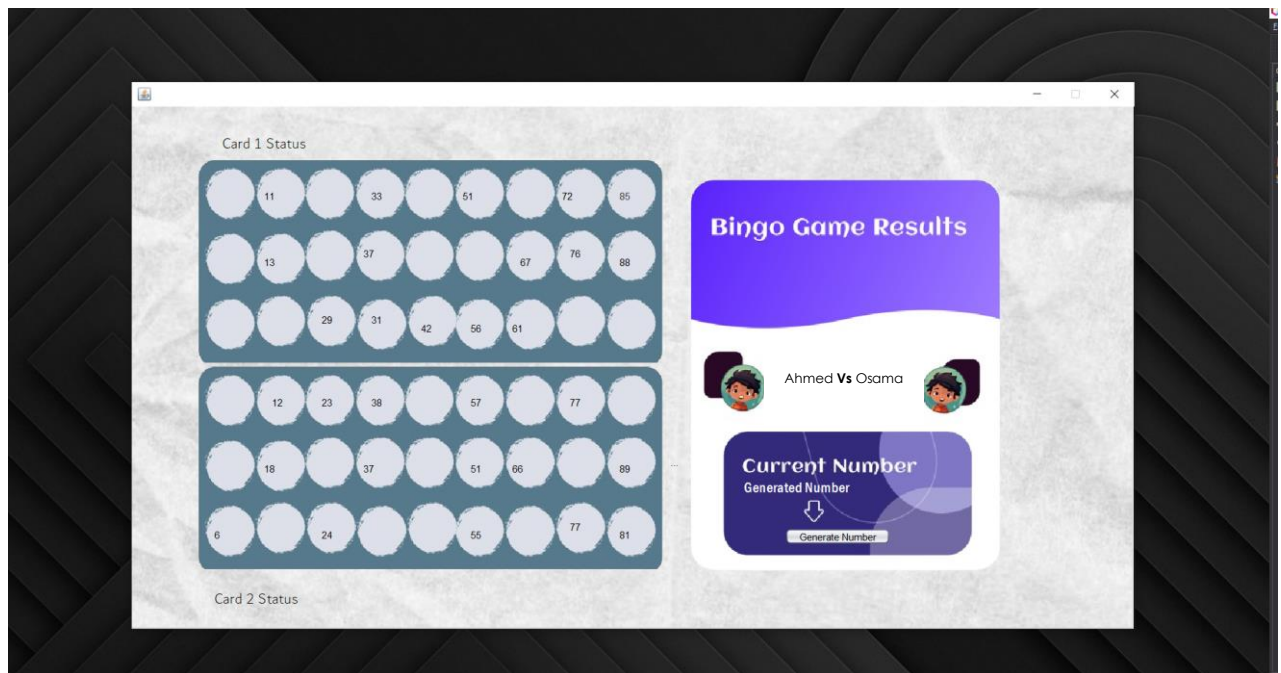 Card 1 Status
11 33 51 72 85
13 37 67 76 88
29 31 42 56 61
12 23 38 57 77
18 37 51 66 89
6 24 55 77 81
Card 2 Status
...
Bingo Game Results
Ahmed Vs Osama
Current Number
Generated Number
Generate Number